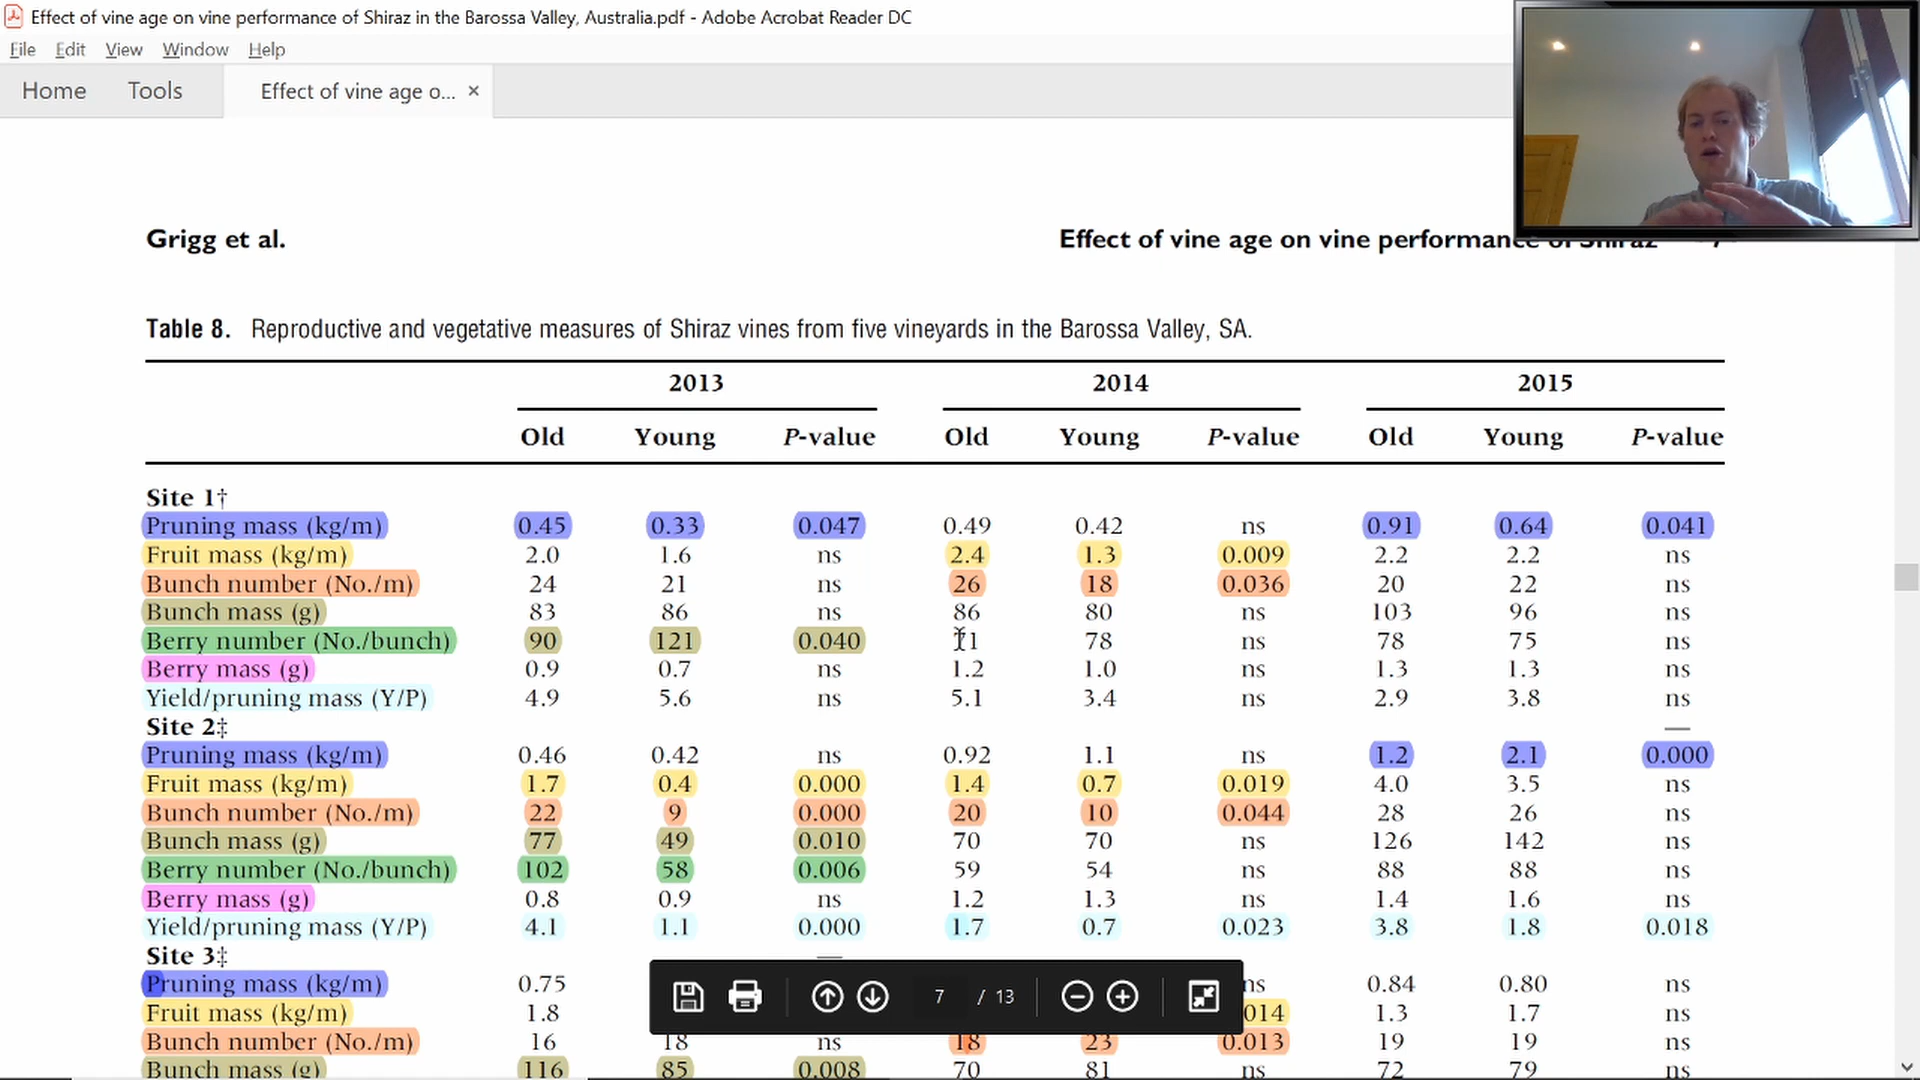 Effect of vine age on vine performance of Shiraz in the Barossa Valley, Australia.pdf - Adobe Acrobat Reader DC
File Edit View Window Help
Home Tools Effect of vine age o... ×
Grigg et al. Effect of vine age on vine performance of Shiraz
Table 8. Reproductive and vegetative measures of Shiraz vines from five vineyards in the Barossa Valley, SA.
2013 2014 2015
Old Young P-value Old Young P-value Old Young P-value
Site 1†
Pruning mass (kg/m) 0.45 0.33 0.047 0.49 0.42 ns 0.91 0.64 0.041
Fruit mass (kg/m) 2.0 1.6 ns 2.4 1.3 0.009 2.2 2.2 ns
Bunch number (No./m) 24 21 ns 26 18 0.036 20 22 ns
Bunch mass (g) 83 86 ns 86 80 ns 103 96 ns
Berry number (No./bunch) 90 121 0.040 78 ns 78 75 ns
Berry mass (g) 0.9 0.7 ns 1.2 1.0 ns 1.3 1.3 ns
Yield/pruning mass (Y/P) 4.9 5.6 ns 5.1 3.4 ns 2.9 3.8 ns
Site 2‡
Pruning mass (kg/m) 0.46 0.42 ns 0.92 1.1 ns 1.2 2.1 0.000
Fruit mass (kg/m) 1.7 0.4 0.000 1.4 0.7 0.019 4.0 3.5 ns
Bunch number (No./m) 22 9 0.000 20 10 0.044 28 26 ns
Bunch mass (g) 77 49 0.010 70 70 ns 126 142 ns
Berry number (No./bunch) 102 58 0.006 59 54 ns 88 88 ns
Berry mass (g) 0.8 0.9 ns 1.2 1.3 ns 1.4 1.6 ns
Yield/pruning mass (Y/P) 4.1 1.1 0.000 1.7 0.7 0.023 3.8 1.8 0.018
Site 3‡
Pruning mass (kg/m) 0.75 ns 0.84 0.80 ns
Fruit mass (kg/m) 1.8 014 1.3 1.7 ns
7 / 13
Bunch number (No./m) 16 18 ns 18 23 0.013 19 19 ns
Bunch mass (g) 116 85 0.008 70 81 ns 72 79 ns